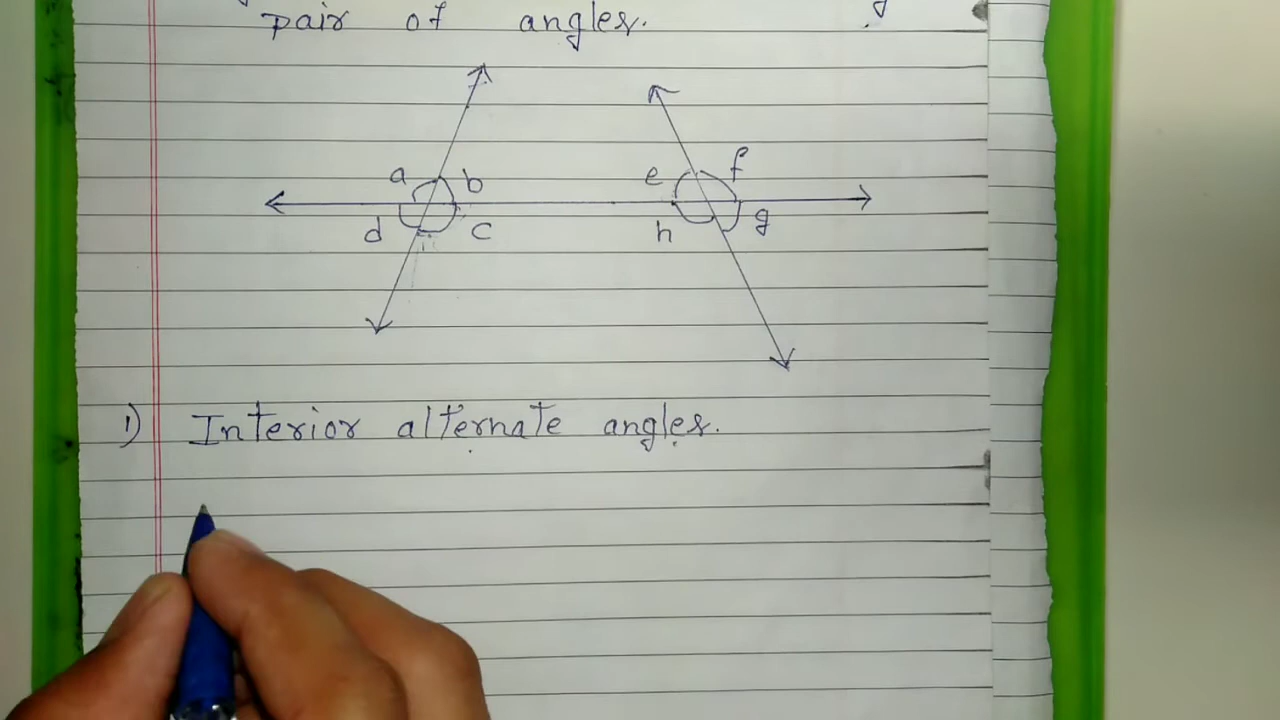 pair of angles.
a b e f
d c h g
1) Interior alternate angles.